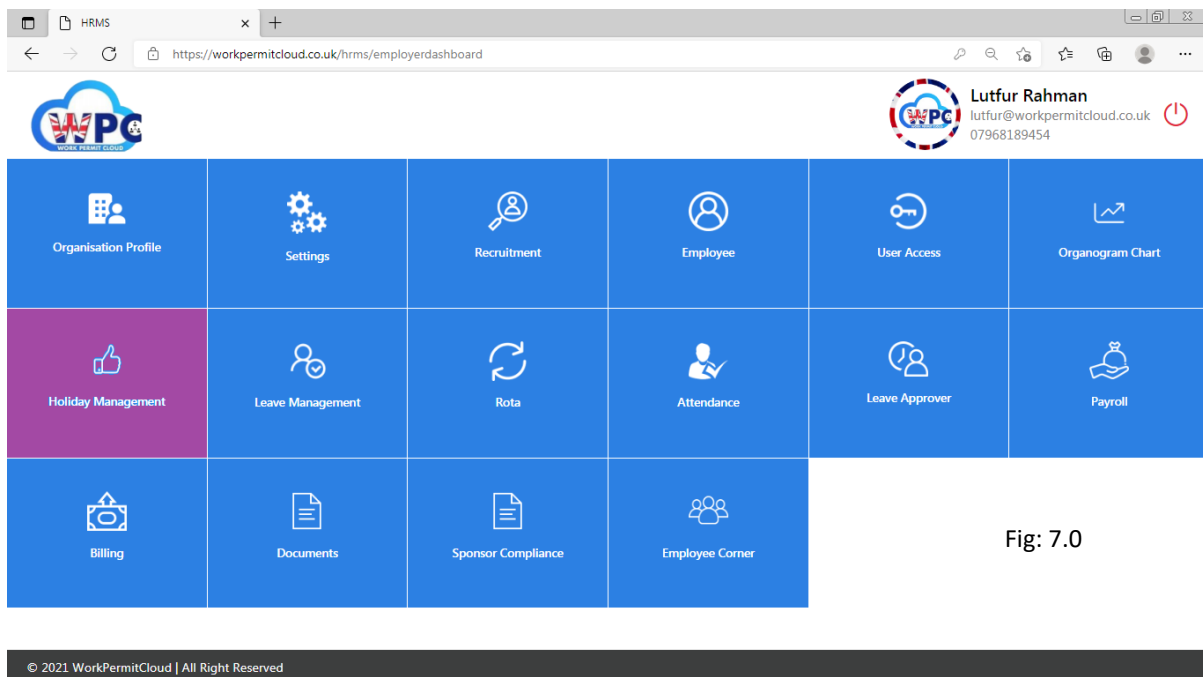 HRMS
https://workpermitcloud.co.uk/hrms/employerdashboard
WPC
WORK PERMIT CLOUD
WPC
Lutfur Rahman
lutfur@workpermitcloud.co.uk
07968189454
Organisation Profile
Settings
Recruitment
Employee
User Access
Organogram Chart
Holiday Management
Leave Management
Rota
Attendance
Leave Approver
Payroll
Billing
Documents
Sponsor Compliance
Employee Corner
Fig: 7.0
© 2021 WorkPermitCloud | All Right Reserved